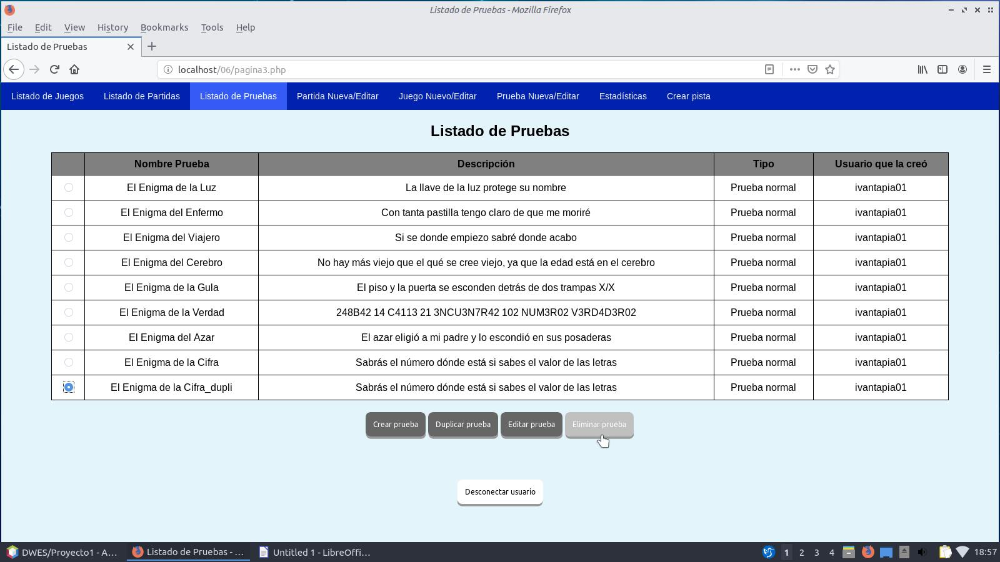 Listado de Pruebas - Mozilla Firefox
File Edit View History Bookmarks Tools Help
Listado de Pruebas
localhost/06/pagina3.php
Listado de Juegos Listado de Partidas Listado de Pruebas Partida Nueva/Editar Juego Nuevo/Editar Prueba Nueva/Editar Estadísticas Crear pista
Listado de Pruebas
Nombre Prueba Descripción Tipo Usuario que la creó
El Enigma de la Luz La llave de la luz protege su nombre Prueba normal ivantapia01
El Enigma del Enfermo Con tanta pastilla tengo claro de que me moriré Prueba normal ivantapia01
El Enigma del Viajero Si se donde empiezo sabré donde acabo Prueba normal ivantapia01
El Enigma del Cerebro No hay más viejo que el qué se cree viejo, ya que la edad está en el cerebro Prueba normal ivantapia01
El Enigma de la Gula El piso y la puerta se esconden detrás de dos trampas X/X Prueba normal ivantapia01
El Enigma de la Verdad 248B42 14 C4113 21 3NCU3N7R42 102 NUM3R02 V3RD4D3R02 Prueba normal ivantapia01
El Enigma del Azar El azar eligió a mi padre y lo escondió en sus posaderas Prueba normal ivantapia01
El Enigma de la Cifra Sabrás el número dónde está si sabes el valor de las letras Prueba normal ivantapia01
El Enigma de la Cifra_dupli Sabrás el número dónde está si sabes el valor de las letras Prueba normal ivantapia01
Crear prueba Duplicar prueba Editar prueba Eliminar prueba
Desconectar usuario
DWES/Proyecto1 - A... Listado de Pruebas - ... Untitled 1 - LibreOffi... 1 2 3 4 18:57